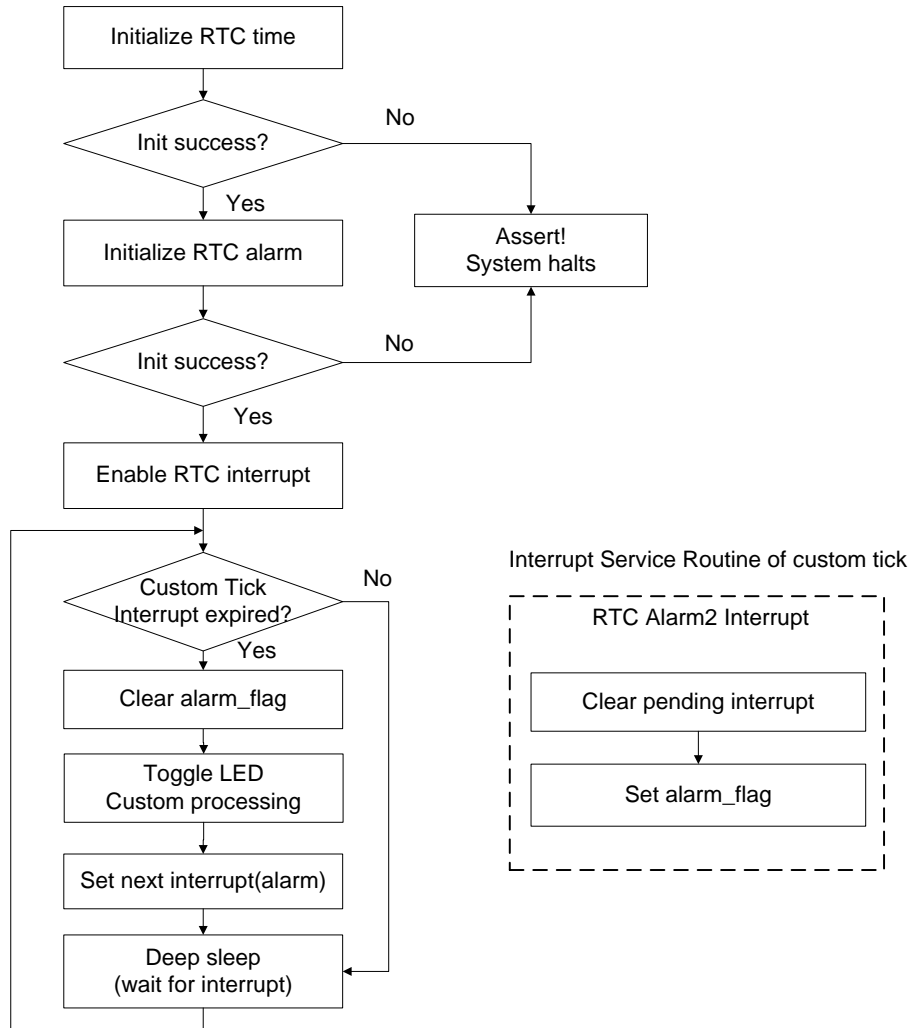 Initialize RTC time
Init success?
No
Yes
Initialize RTC alarm
Assert!
System halts
Init success?
No
Yes
Enable RTC interrupt
Custom Tick
Interrupt expired?
No
Yes
Clear alarm_flag
Toggle LED
Custom processing
Set next interrupt(alarm)
Deep sleep
(wait for interrupt)
Interrupt Service Routine of custom tick
RTC Alarm2 Interrupt
Clear pending interrupt
Set alarm_flag